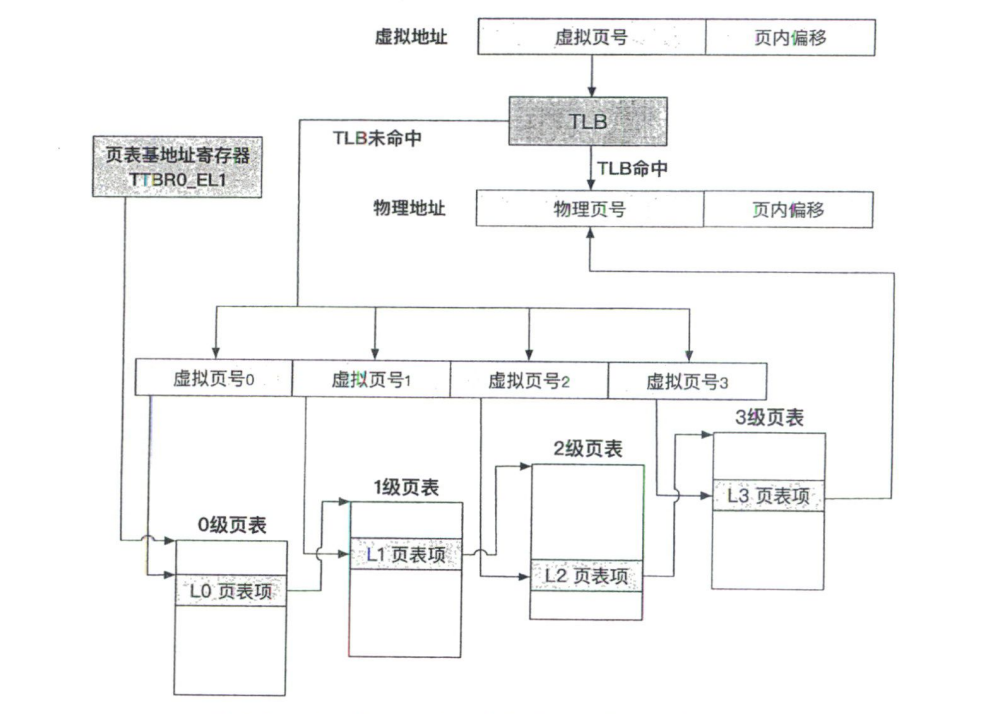 虚拟地址
虚拟页号
页内偏移
TLB
TLB未命中
TLB命中
页表基地址寄存器
TTBR0_EL1
物理地址
物理页号
页内偏移
虚拟页号0
虚拟页号1
虚拟页号2
虚拟页号3
3级页表
2级页表
1级页表
0级页表
L3 页表项
L1 页表项
L2 页表项
L0 页表项